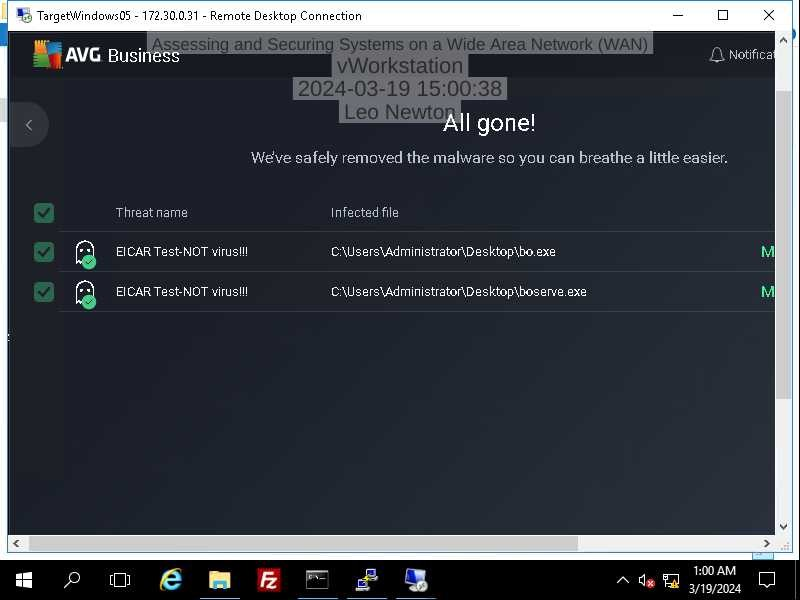 TargetWindows05 - 172.30.0.31 - Remote Desktop Connection
Assessing and Securing Systems on a Wide Area Network (WAN)
AVG Business
Notificat
vWorkstation
2024-03-19 15:00:38
Leo Newton
All gone!
We've safely removed the malware so you can breathe a little easier.
Threat name Infected file
EICAR Test-NOT virus!!! C:\Users\Administrator\Desktop\bo.exe M
EICAR Test-NOT virus!!! C:\Users\Administrator\Desktop\boserve.exe M
1:00 AM
3/19/2024